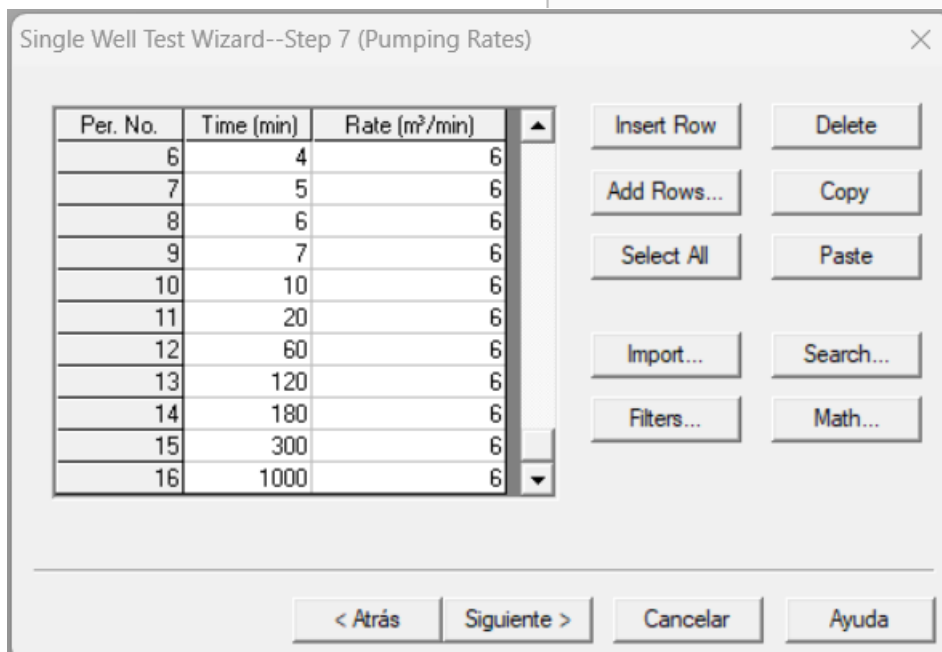 Single Well Test Wizard--Step 7 (Pumping Rates)
Per. No. Time (min) Rate (m³/min)
6 4 6
7 5 6
8 6 6
9 7 6
10 10 6
11 20 6
12 60 6
13 120 6
14 180 6
15 300 6
16 1000 6
Insert Row Delete
Add Rows... Copy
Select All Paste
Import... Search...
Filters... Math...
< Atrás Siguiente > Cancelar Ayuda